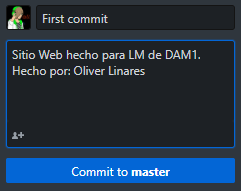 First commit
Sitio Web hecho para LM de DAM1.
Hecho por: Oliver Linares
Commit to master